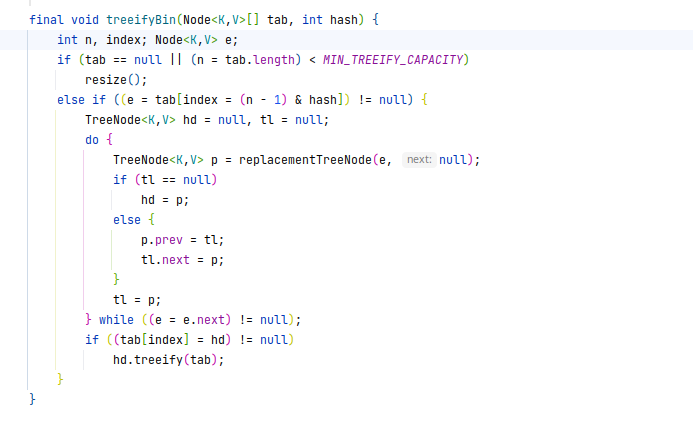 final void treeifyBin(Node<K,V>[] tab, int hash) {
int n, index; Node<K,V> e;
if (tab == null || (n = tab.length) < MIN_TREEIFY_CAPACITY)
resize();
else if ((e = tab[index = (n - 1) & hash]) != null) {
TreeNode<K,V> hd = null, tl = null;
do {
TreeNode<K,V> p = replacementTreeNode(e, next: null);
if (tl == null)
hd = p;
else {
p.prev = tl;
tl.next = p;
}
tl = p;
} while ((e = e.next) != null);
if ((tab[index] = hd) != null)
hd.treeify(tab);
}
}